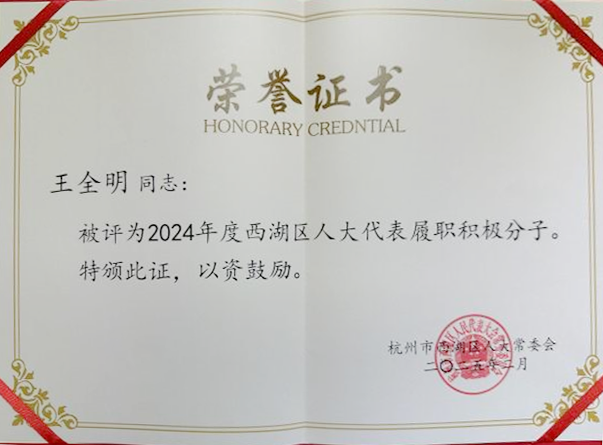 荣誉证书
HONORARY CREDNTIAL
王全明 同志：
被评为2024年度西湖区人大代表履职积极分子。
特颁此证，以资鼓励。
杭州市西湖区人大常委会
二〇二五年二月